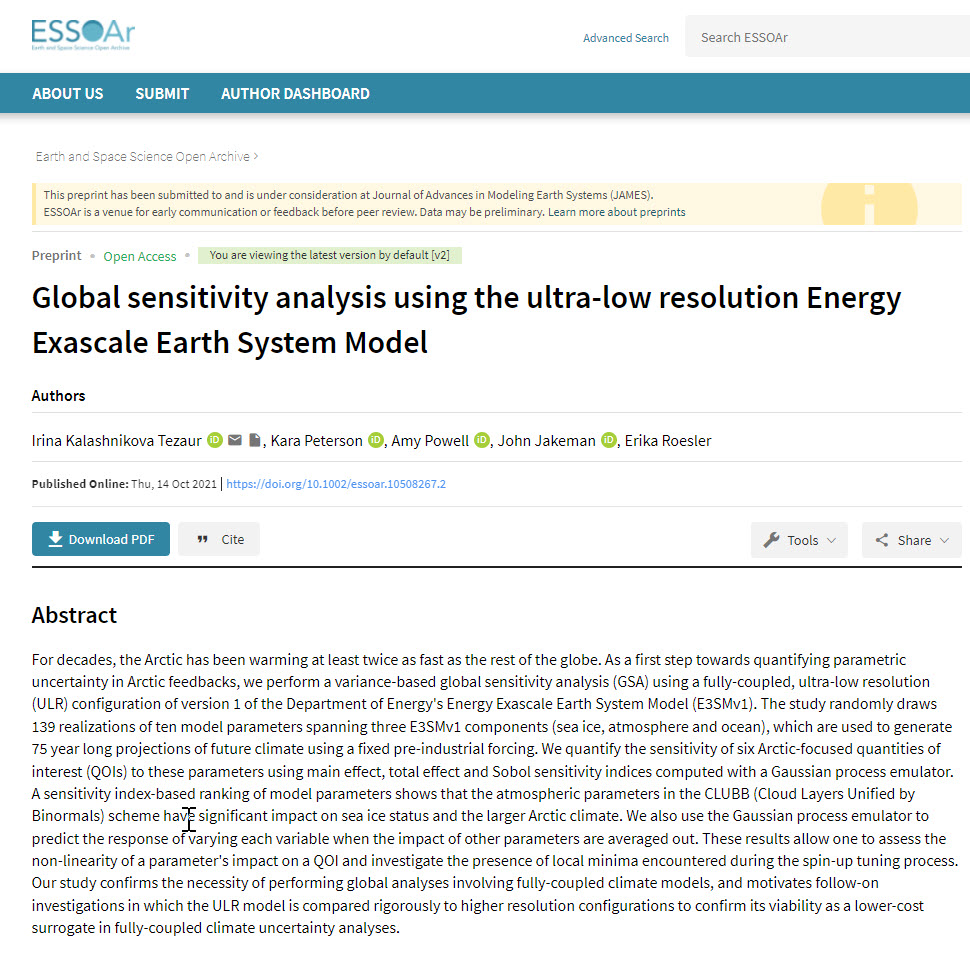 ESSOAr
Earth and Space Science Open Archive
Advanced Search
Search ESSOAr
ABOUT US SUBMIT AUTHOR DASHBOARD
Earth and Space Science Open Archive >
This preprint has been submitted to and is under consideration at Journal of Advances in Modeling Earth Systems (JAMES).
ESSOAr is a venue for early communication or feedback before peer review. Data may be preliminary. Learn more about preprints
Preprint • Open Access • You are viewing the latest version by default [v2]
Global sensitivity analysis using the ultra-low resolution Energy
Exascale Earth System Model
Authors
Irina Kalashnikova Tezaur iD , Kara Peterson iD , Amy Powell iD , John Jakeman iD , Erika Roesler
Published Online: Thu, 14 Oct 2021 | https://doi.org/10.1002/essoar.10508267.2
Download PDF
Cite
Tools
Share
Abstract
For decades, the Arctic has been warming at least twice as fast as the rest of the globe. As a first step towards quantifying parametric
uncertainty in Arctic feedbacks, we perform a variance-based global sensitivity analysis (GSA) using a fully-coupled, ultra-low resolution
(ULR) configuration of version 1 of the Department of Energy's Energy Exascale Earth System Model (E3SMv1). The study randomly draws
139 realizations of ten model parameters spanning three E3SMv1 components (sea ice, atmosphere and ocean), which are used to generate
75 year long projections of future climate using a fixed pre-industrial forcing. We quantify the sensitivity of six Arctic-focused quantities of
interest (QOIs) to these parameters using main effect, total effect and Sobol sensitivity indices computed with a Gaussian process emulator.
A sensitivity index-based ranking of model parameters shows that the atmospheric parameters in the CLUBB (Cloud Layers Unified by
Binormals) scheme have significant impact on sea ice status and the larger Arctic climate. We also use the Gaussian process emulator to
predict the response of varying each variable when the impact of other parameters are averaged out. These results allow one to assess the
non-linearity of a parameter's impact on a QOI and investigate the presence of local minima encountered during the spin-up tuning process.
Our study confirms the necessity of performing global analyses involving fully-coupled climate models, and motivates follow-on
investigations in which the ULR model is compared rigorously to higher resolution configurations to confirm its viability as a lower-cost
surrogate in fully-coupled climate uncertainty analyses.